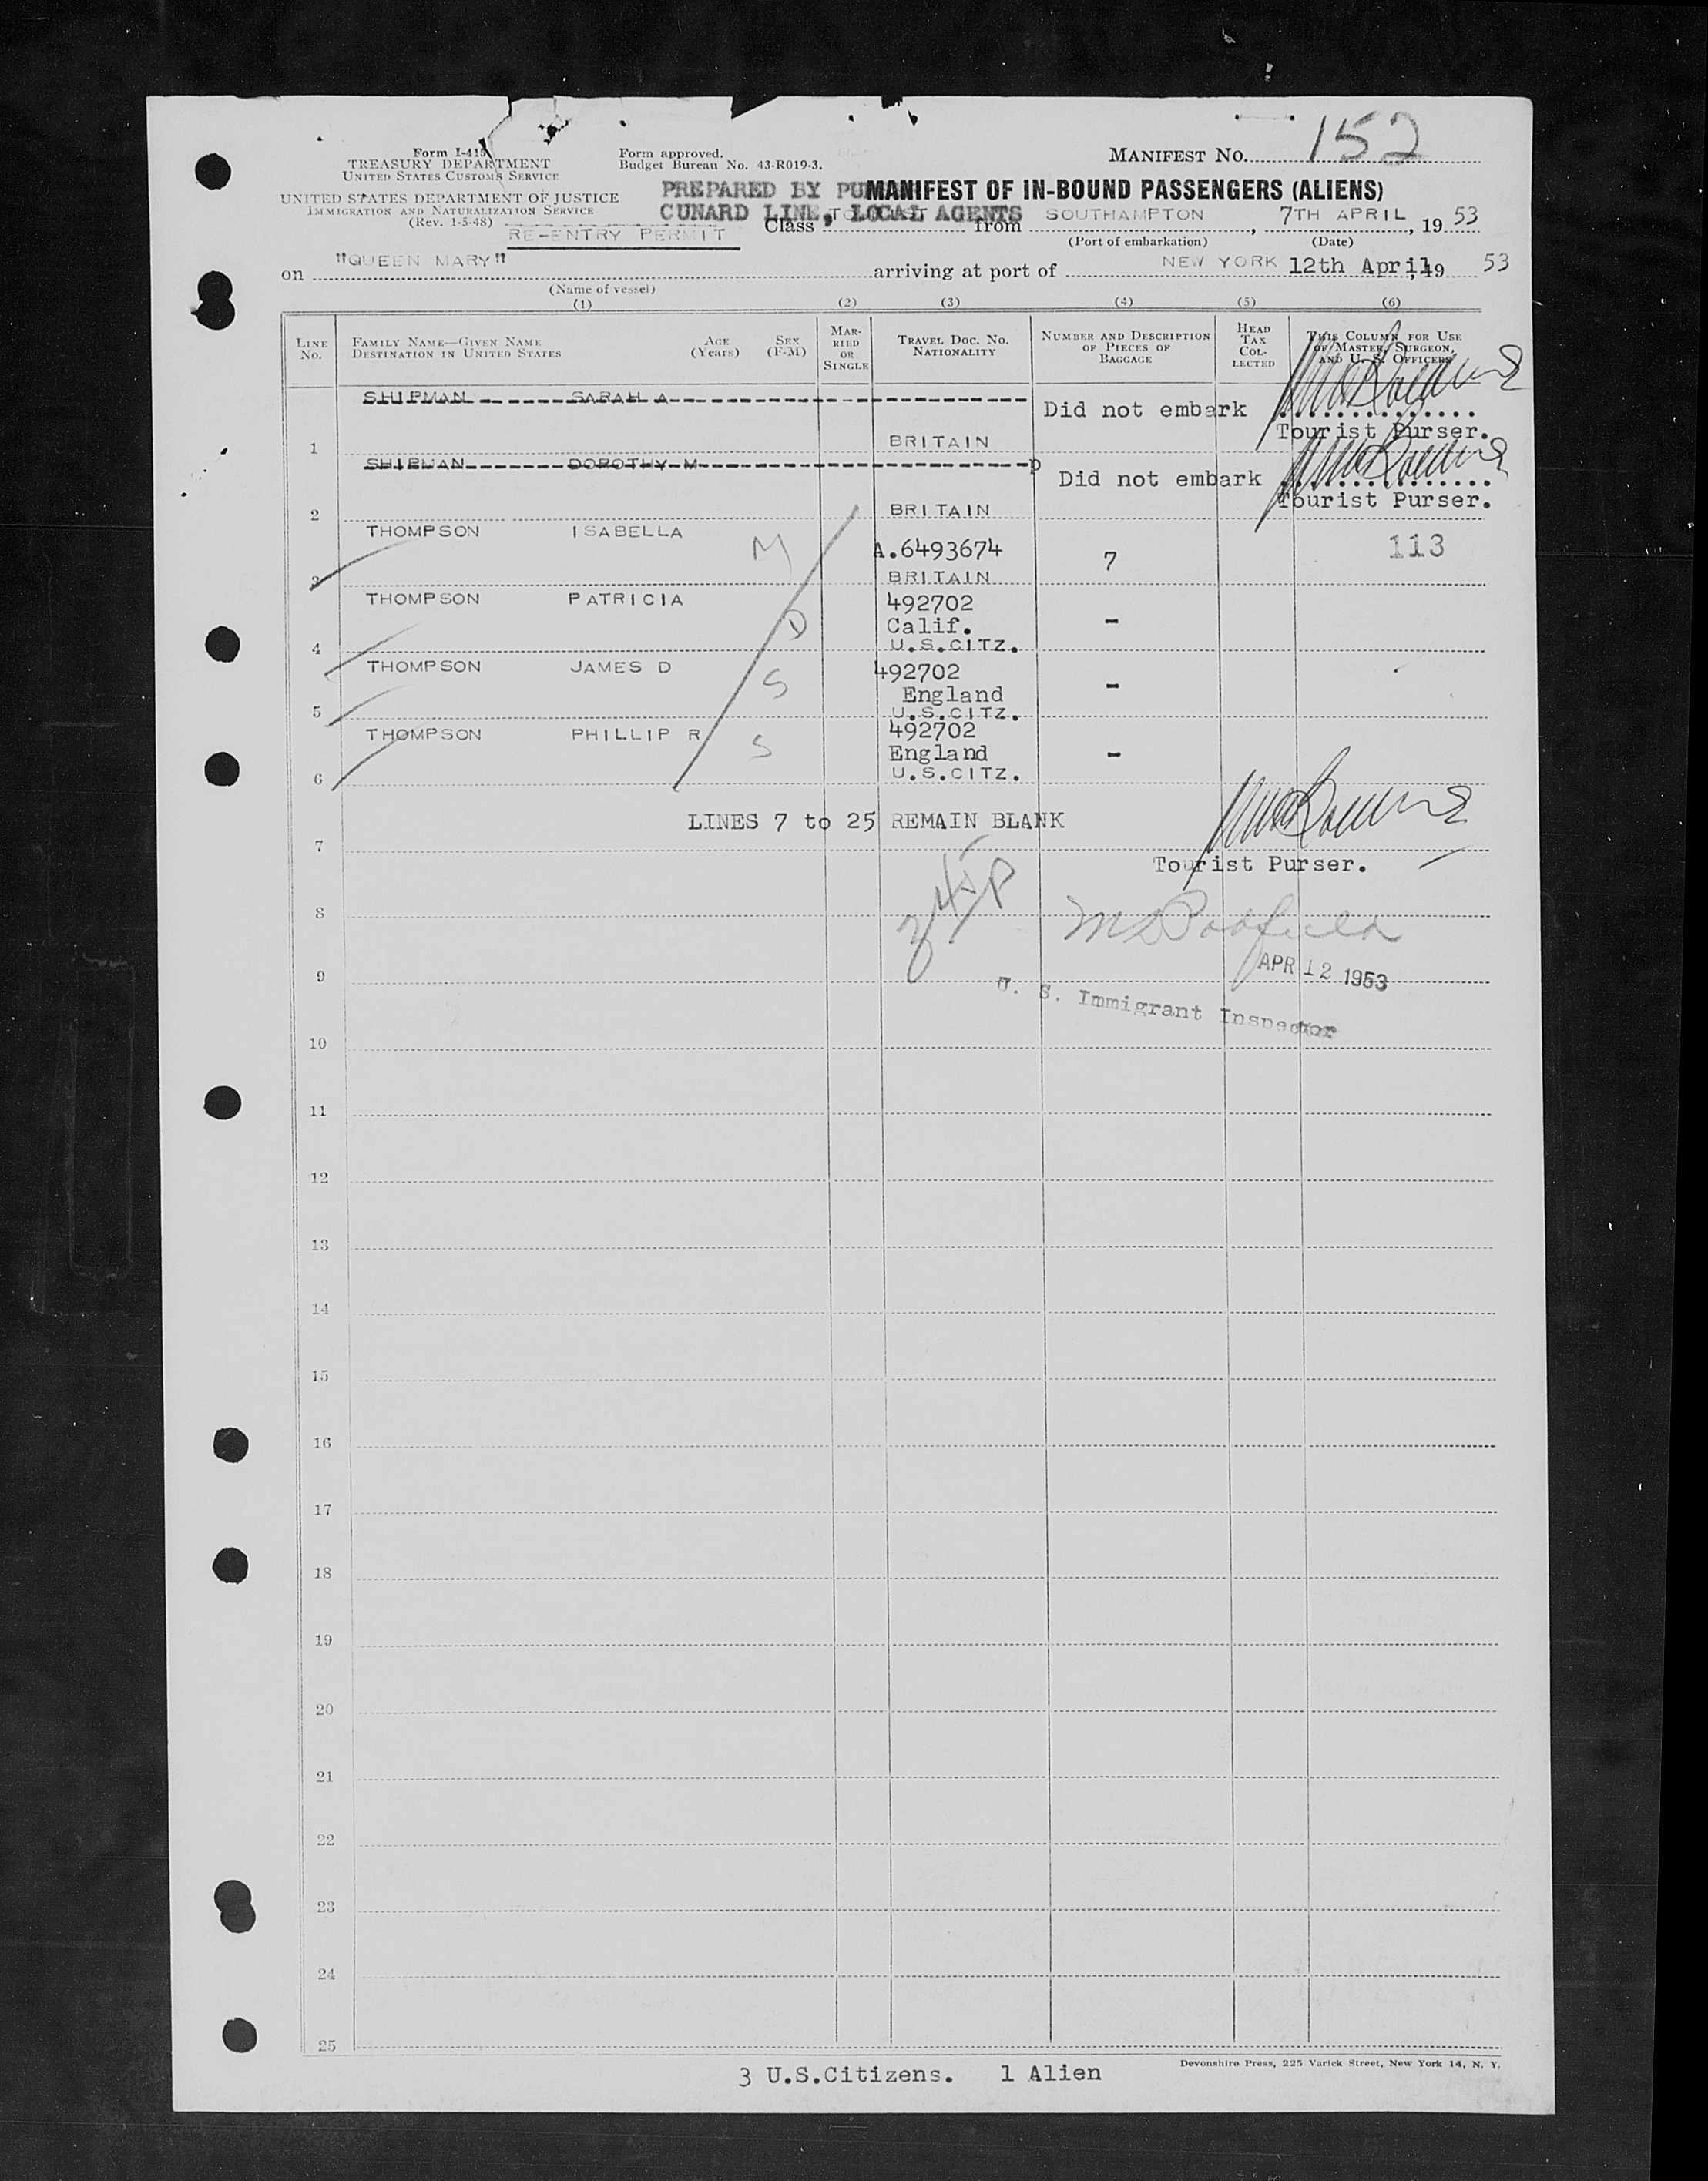 Form I-415
TREASURY DEPARTMENT
UNITED STATES CUSTOMS SERVICE
UNITED STATES DEPARTMENT OF JUSTICE
IMMIGRATION AND NATURALIZATION SERVICE
(Rev. 1-5-48)
RE-ENTRY PERMIT
Form approved.
Budget Bureau No. 43-R019-3.
MANIFEST NO. 152
PREPARED BY
CUNARD LINE, LOCAL AGENTS
MANIFEST OF IN-BOUND PASSENGERS (ALIENS)
Class TOURIST from SOUTHAMPTON, 7TH APRIL, 1953
(Port of embarkation) (Date)
on "QUEEN MARY" arriving at port of NEW YORK 12th April, 19 53
(Name of vessel)
(1) (2) (3) (4) (5) (6)
LINE NO.
FAMILY NAME—GIVEN NAME
DESTINATION IN UNITED STATES
AGE (Years)
SEX (F-M)
MARRIED OR SINGLE
TRAVEL DOC. NO.
NATIONALITY
NUMBER AND DESCRIPTION OF PIECES OF BAGGAGE
HEAD TAX COLLECTED
THIS COLUMN FOR USE OF MASTER, SURGEON, AND U. S. OFFICERS
SHIPMAN SARAH A
Did not embark
Tourist Purser.
1 BRITAIN
SHIPMAN DOROTHY M p
Did not embark
Tourist Purser.
2 BRITAIN
THOMPSON ISABELLA M A.6493674 7 113
3 BRITAIN
THOMPSON PATRICIA D 492702 -
Calif.
4 U.S.CITZ.
THOMPSON JAMES D S 492702 -
England
5 U.S.CITZ.
THOMPSON PHILLIP R S 492702
England -
6 U.S.CITZ.
LINES 7 to 25 REMAIN BLANK
7
Tourist Purser.
8
APR 12 1953
9
U. S. Immigrant Inspector
10
11
12
13
14
15
16
17
18
19
20
21
22
23
24
25
Devonshire Press, 225 Varick Street, New York 14, N. Y.
3 U.S.Citizens. 1 Alien